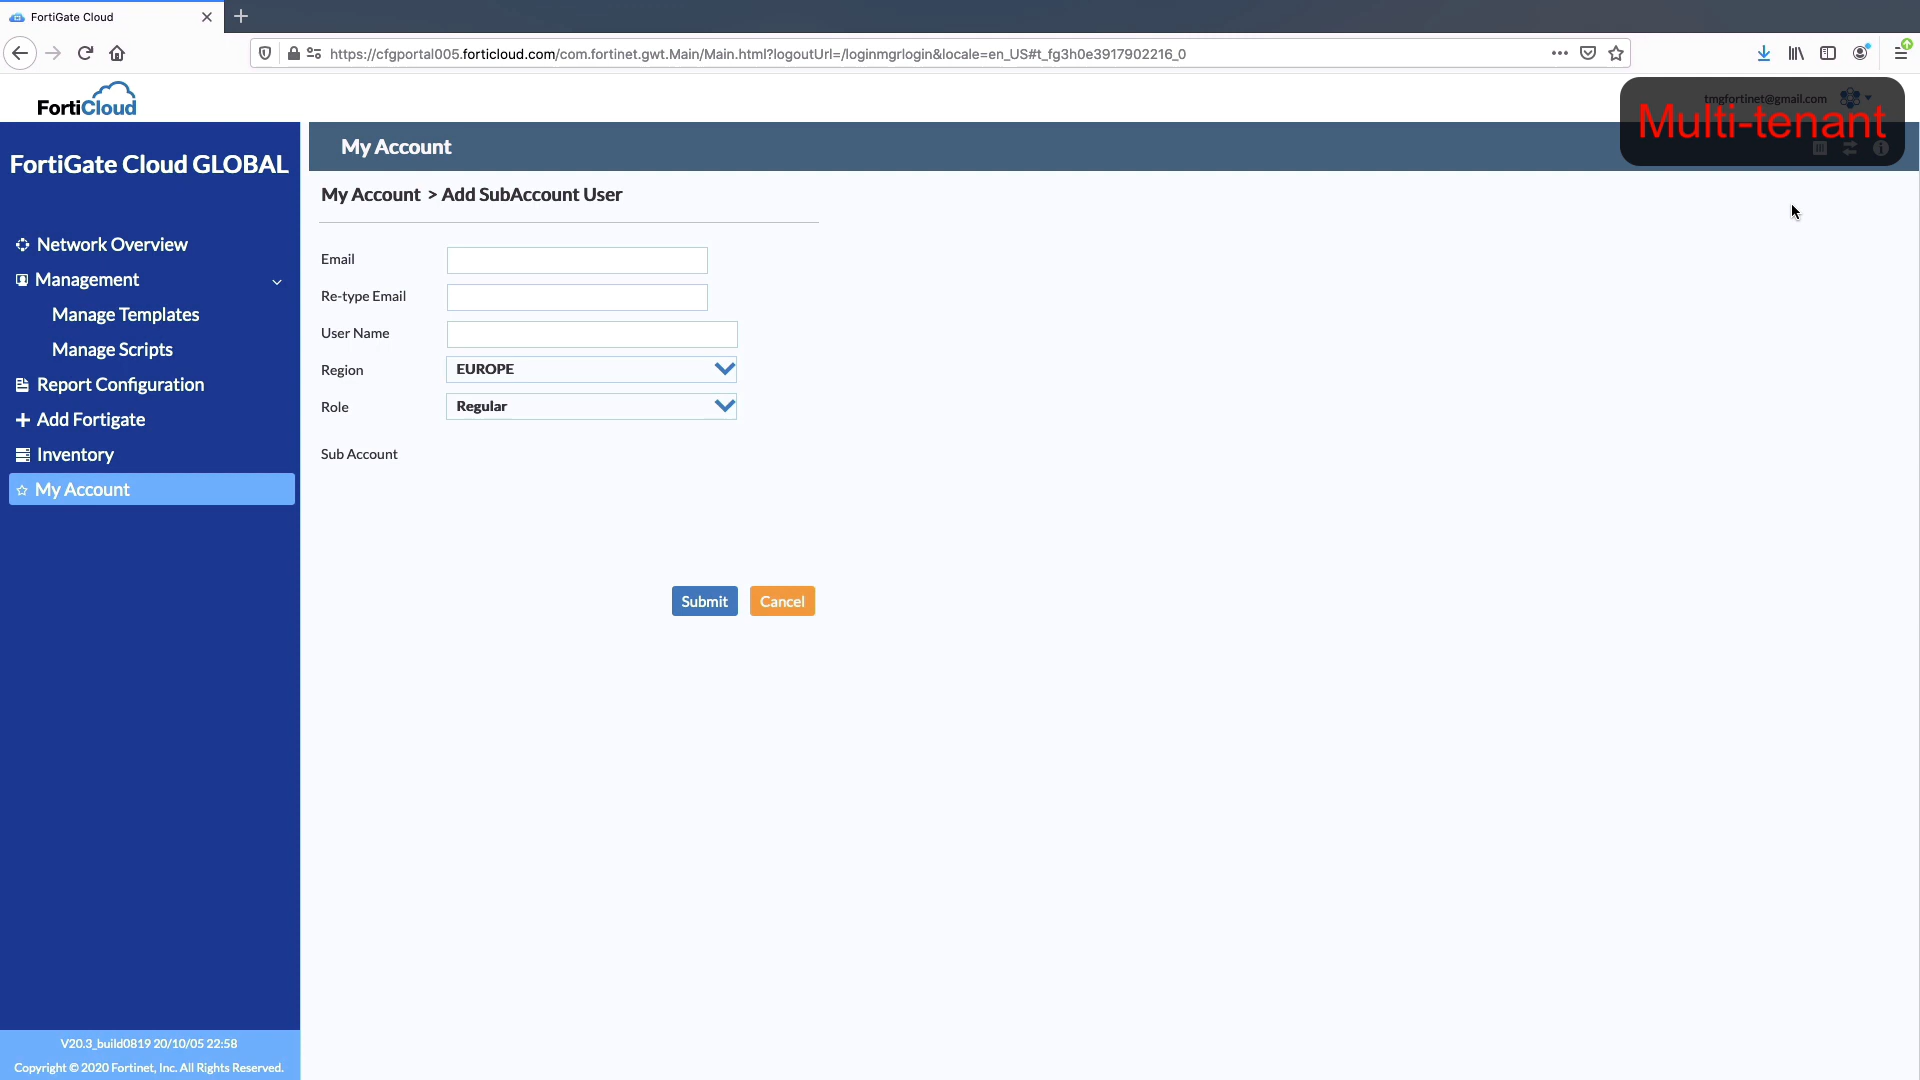 FortiGate Cloud
https://cfgportal005.forticloud.com/com.fortinet.gwt.Main/Main.html?logoutUrl=/loginmgrlogin&locale=en_US#t_fg3h0e3917902216_0
FortiCloud
tmgfortinet@gmail.com
Multi-tenant
FortiGate Cloud GLOBAL
My Account
My Account > Add SubAccount User
Network Overview
Management
Manage Templates
Manage Scripts
Report Configuration
Add Fortigate
Inventory
My Account
Email
Re-type Email
User Name
Region EUROPE
Role Regular
Sub Account
Submit Cancel
V20.3_build0819 20/10/05 22:58
Copyright © 2020 Fortinet, Inc. All Rights Reserved.